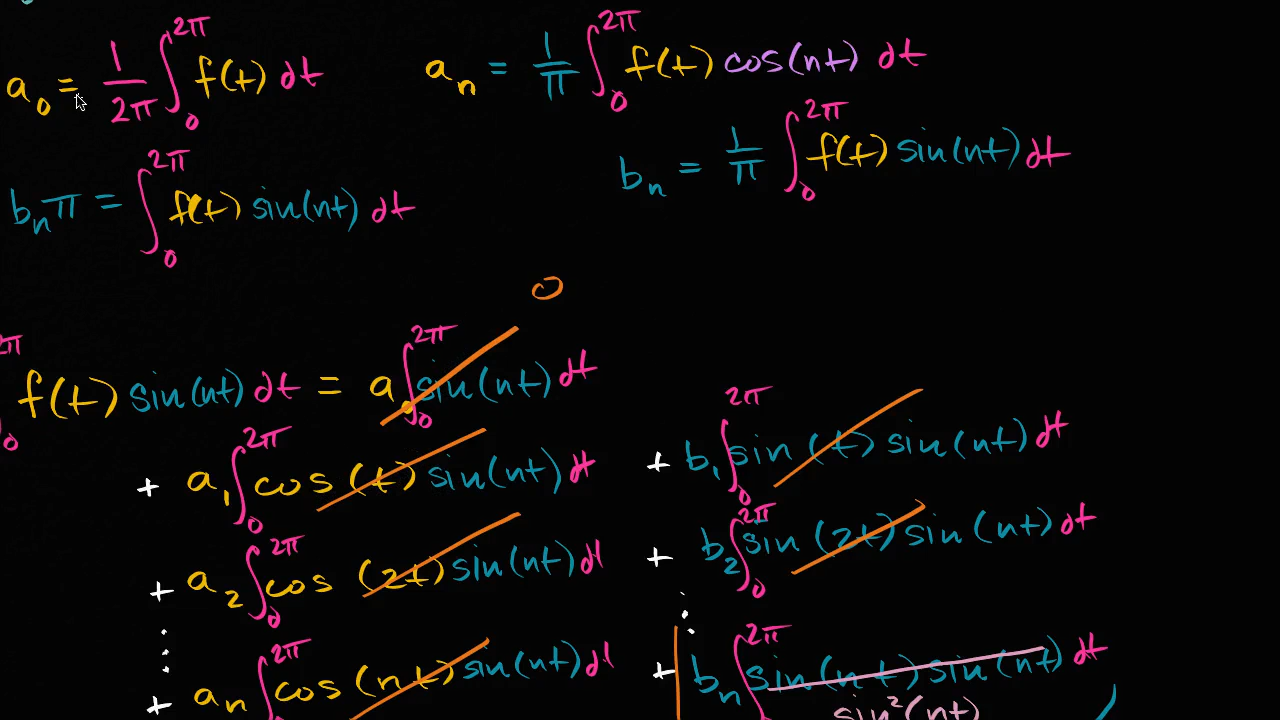 a₀ = 1/2π ∫₀^2π f(t) dt
aₙ = 1/π ∫₀^2π f(t) cos(nt) dt
bₙ = 1/π ∫₀^2π f(t) sin(nt) dt
bₙπ = ∫₀^2π f(t) sin(nt) dt
0
2π 0 f(t) sin(nt) dt = a₀ ∫₀^2π sin(nt) dt
+ a₁ ∫₀^2π cos(t) sin(nt) dt + b₁ ∫₀^2π sin(t) sin(nt) dt
+ a₂ ∫₀^2π cos(2t) sin(nt) dt + b₂ ∫₀^2π sin(2t) sin(nt) dt
⋮ ⋮
+ aₙ ∫^2π cos(nt) sin(nt) dt + bₙ ∫^2π sin(nt) sin(nt) dt
sin²(nt)